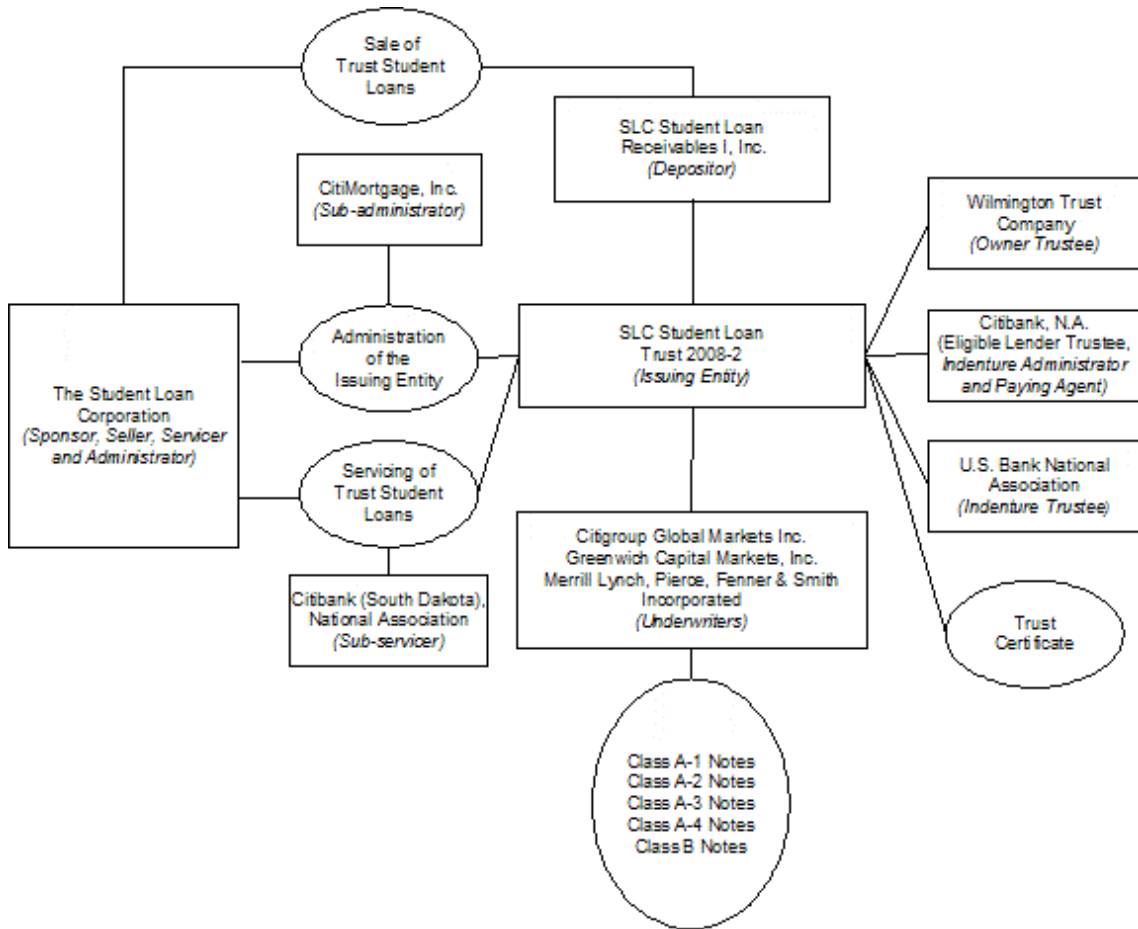 Sale of
Trust Student
Loans
SLC Student Loan
Receivables I, Inc.
(Depositor)
CitiMortgage, Inc.
(Sub-administrator)
Wilmington Trust
Company
(Owner Trustee)
The Student Loan
Corporation
(Sponsor, Seller, Servicer
and Administrator)
Administration
of the
Issuing Entity
SLC Student Loan
Trust 2008-2
(Issuing Entity)
Citibank, N.A.
(Eligible Lender Trustee,
Indenture Administrator
and Paying Agent)
Servicing of
Trust Student
Loans
U.S. Bank National
Association
(Indenture Trustee)
Citibank (South Dakota),
National Association
(Sub-servicer)
Citigroup Global Markets Inc.
Greenwich Capital Markets, Inc.
Merrill Lynch, Pierce, Fenner & Smith
Incorporated
(Underwriters)
Trust
Certificate
Class A-1 Notes
Class A-2 Notes
Class A-3 Notes
Class A-4 Notes
Class B Notes